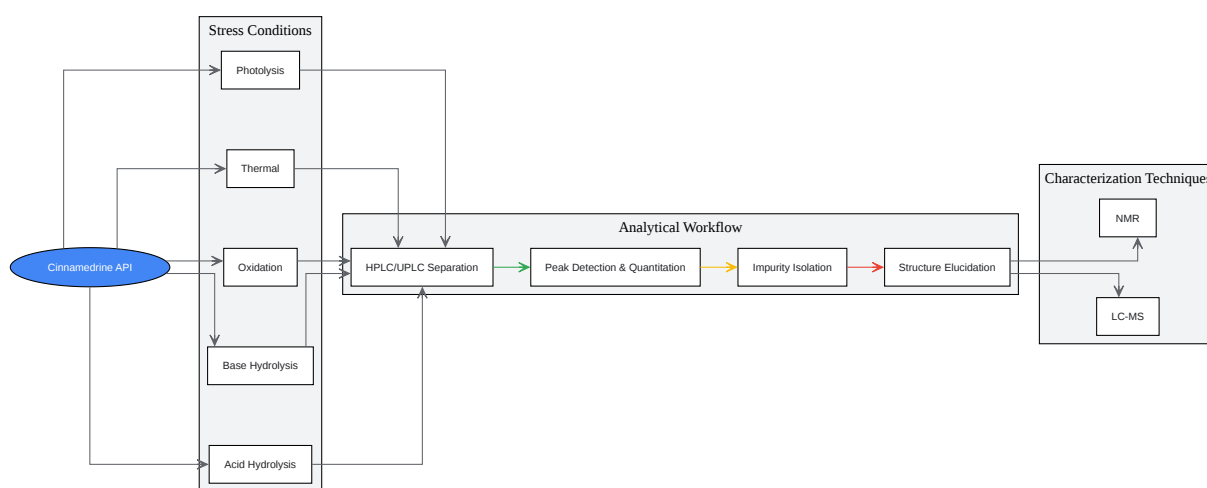 Stress Conditions
Photolysis
Thermal
Cinnamedrine API
Oxidation
Base Hydrolysis
Acid Hydrolysis
Analytical Workflow
HPLC/UPLC Separation
Peak Detection & Quantitation
Impurity Isolation
Structure Elucidation
Characterization Techniques
NMR
LC-MS